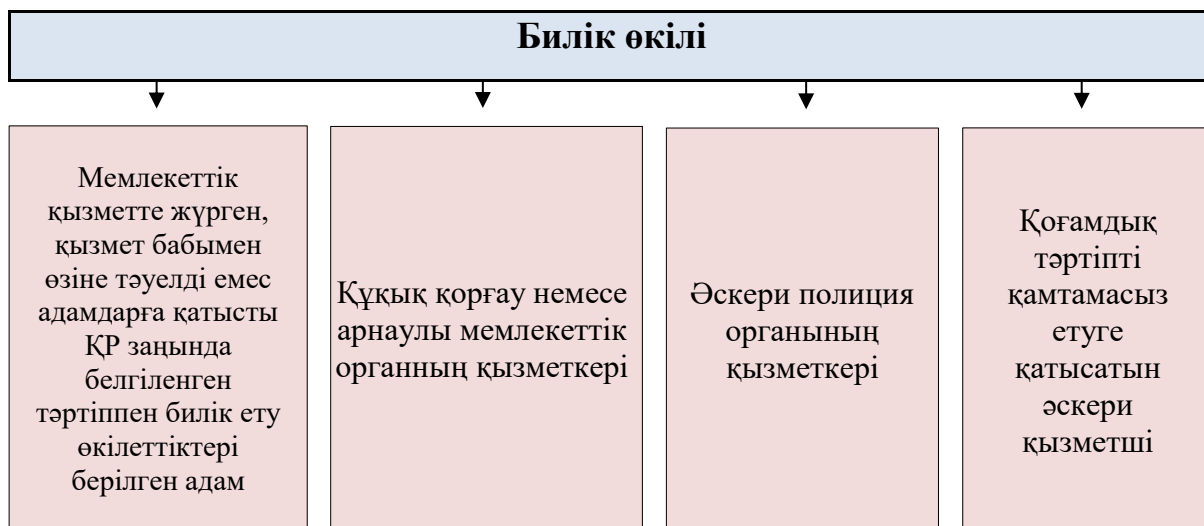 Билік өкілі
Мемлекеттік
қызметте жүрген,
қызмет бабымен
өзіне тәуелді емес
адамдарға қатысты
ҚР заңында
белгіленген
тәртіппен билік ету
өкілеттіктері
берілген адам
Құқық қорғау немесе
арнаулы мемлекеттік
органның қызметкері
Әскери полиция
органының
қызметкері
Қоғамдық
тәртіпті
қамтамасыз
етуге
қатысатын
әскери
қызметші